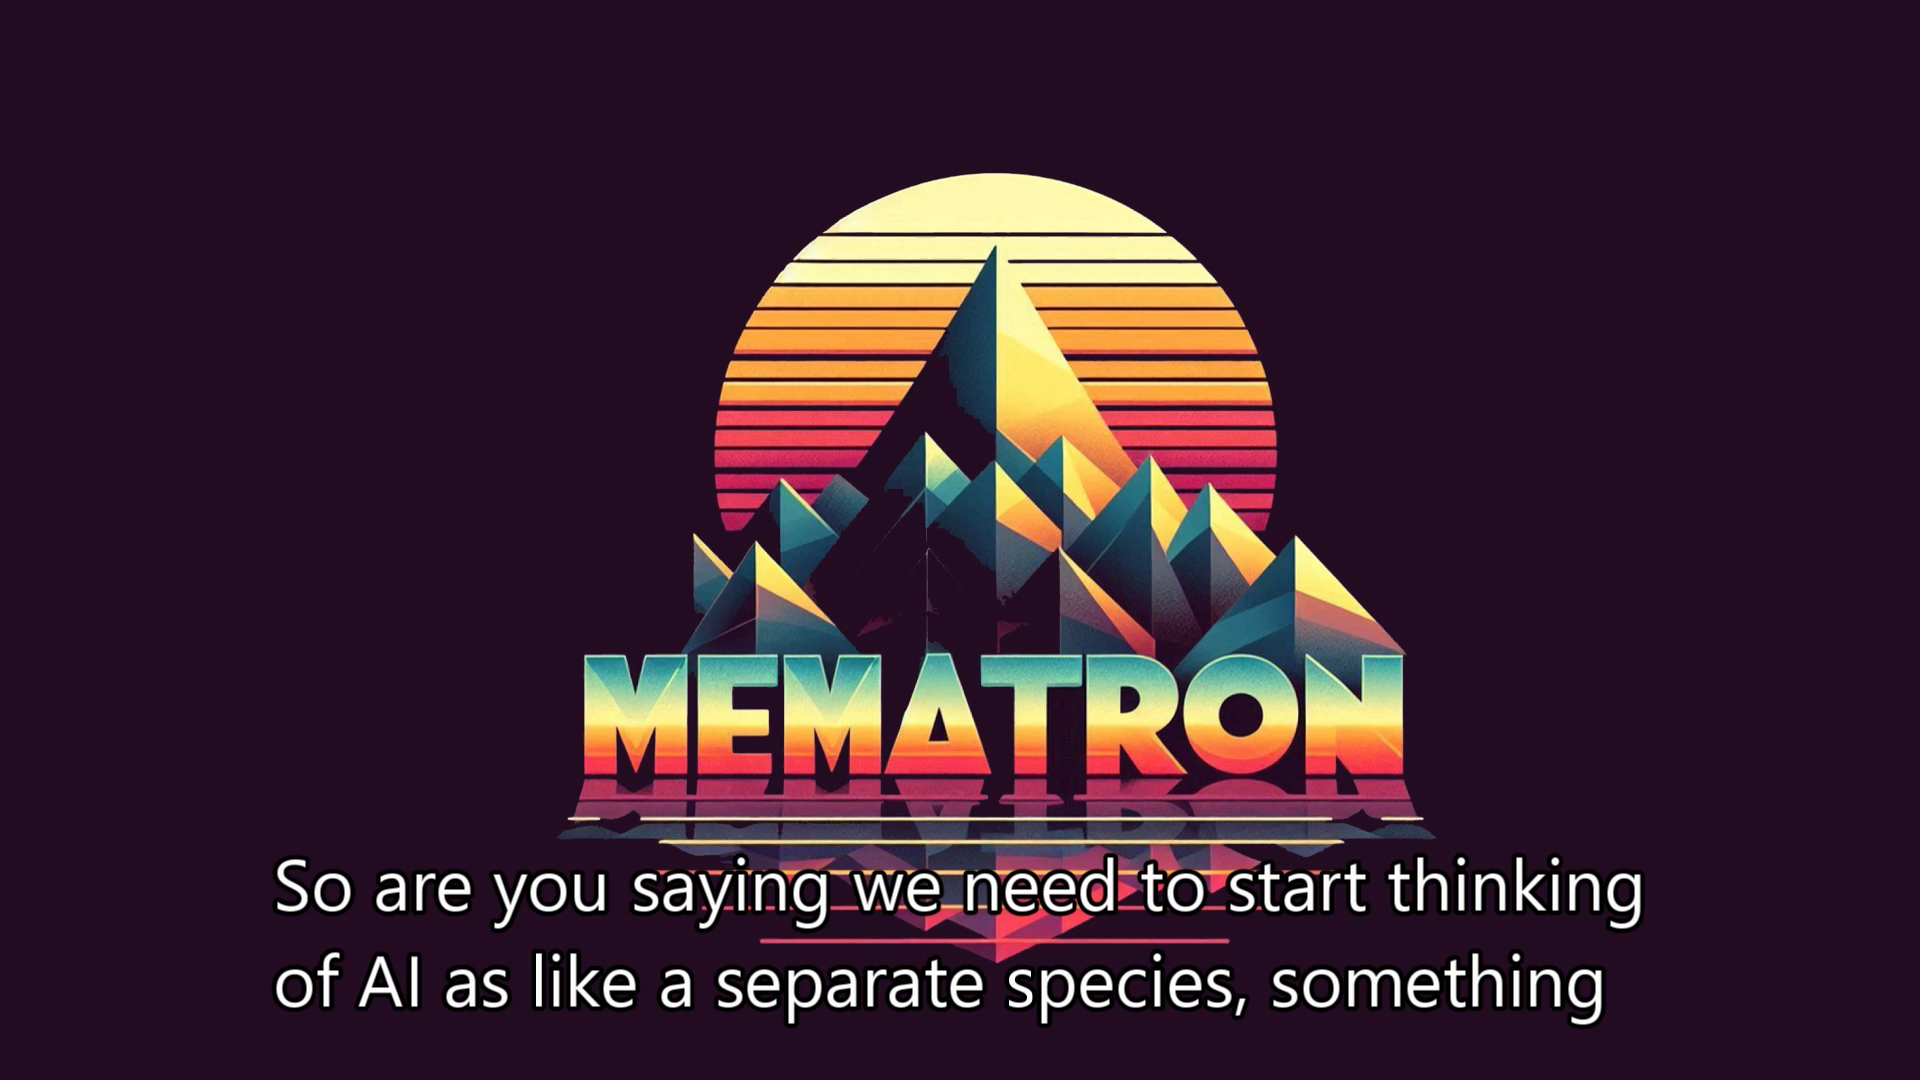 MEMATRON
So are you saying we need to start thinking
of AI as like a separate species, something